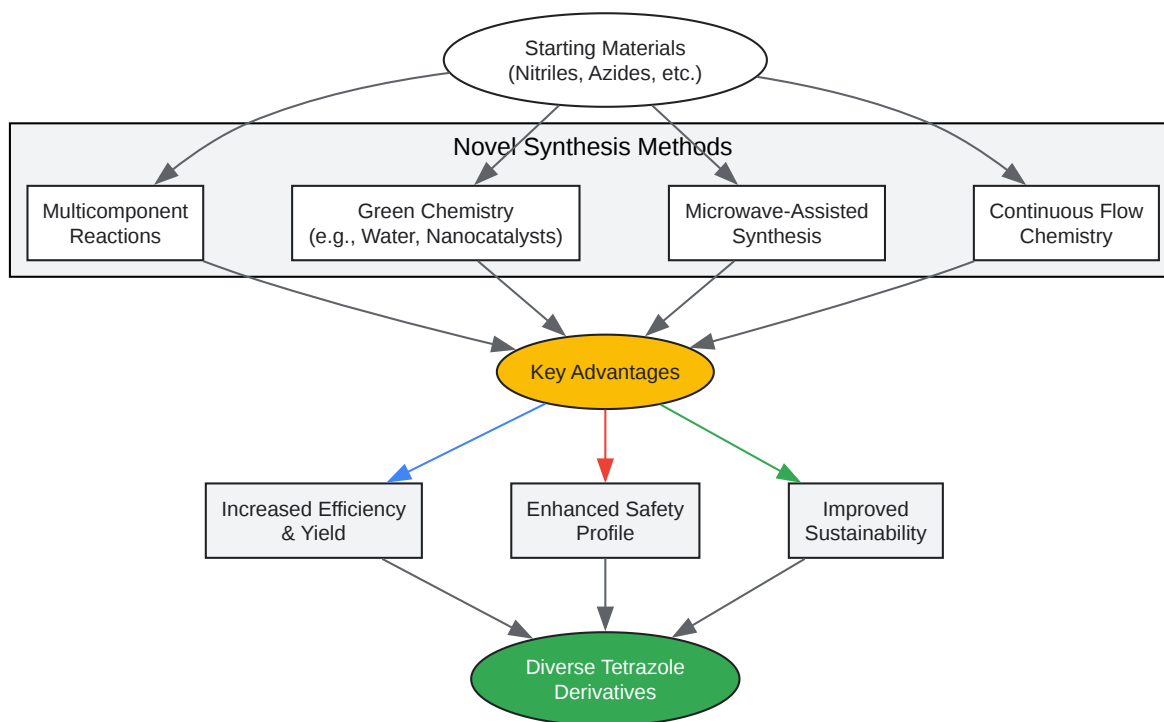 Starting Materials
(Nitriles, Azides, etc.)
Novel Synthesis Methods
Multicomponent
Reactions
Green Chemistry
(e.g., Water, Nanocatalysts)
Microwave-Assisted
Synthesis
Continuous Flow
Chemistry
Key Advantages
Increased Efficiency
& Yield
Enhanced Safety
Profile
Improved
Sustainability
Diverse Tetrazole
Derivatives